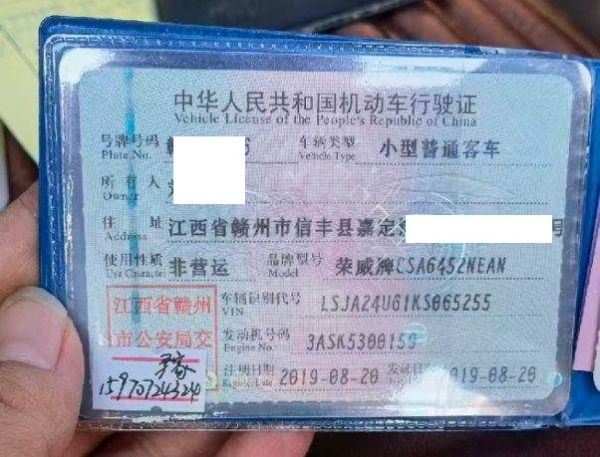 中华人民共和国机动车行驶证
Vehicle License of the People's Republic of China
号牌号码 6 车辆类型 小型普通客车
Plate No. Vehicle Type
所有人
Owner
住址 江西省赣州市信丰县嘉定 号
Address
使用性质 非营运 品牌型号 荣威牌CSA6452NEAN
Use Character Model
江西省赣州 车辆识别代号 LSJA24U61KS065255
VIN
市公安局交 发动机号码 3ASK5300159
Engine No.
注册日期 2019-08-20 发证日期 2019-08-20
Register Date
15970724324